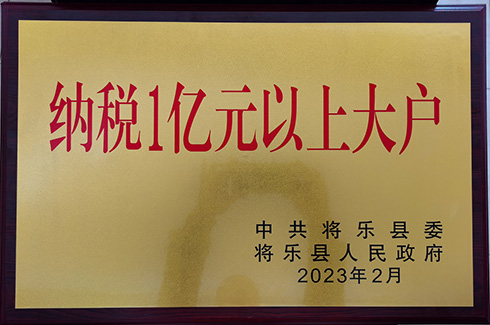 纳税1亿元以上大户
中共将乐县委
将乐县人民政府
2023年2月